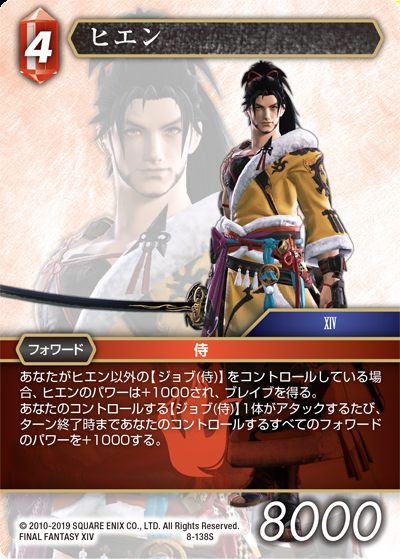 4
ヒエン
XIV
フォワード
侍
あなたがヒエン以外の【ジョブ(侍)】をコントロールしている場
合、ヒエンのパワーは+1000され、ブレイブを得る。
あなたのコントロールする【ジョブ(侍)】1体がアタックするたび、
ターン終了時まであなたのコントロールするすべてのフォワード
のパワーを+1000する。
© 2010-2019 SQUARE ENIX CO., LTD. All Rights Reserved.
FINAL FANTASY XIV
8-138S
8000